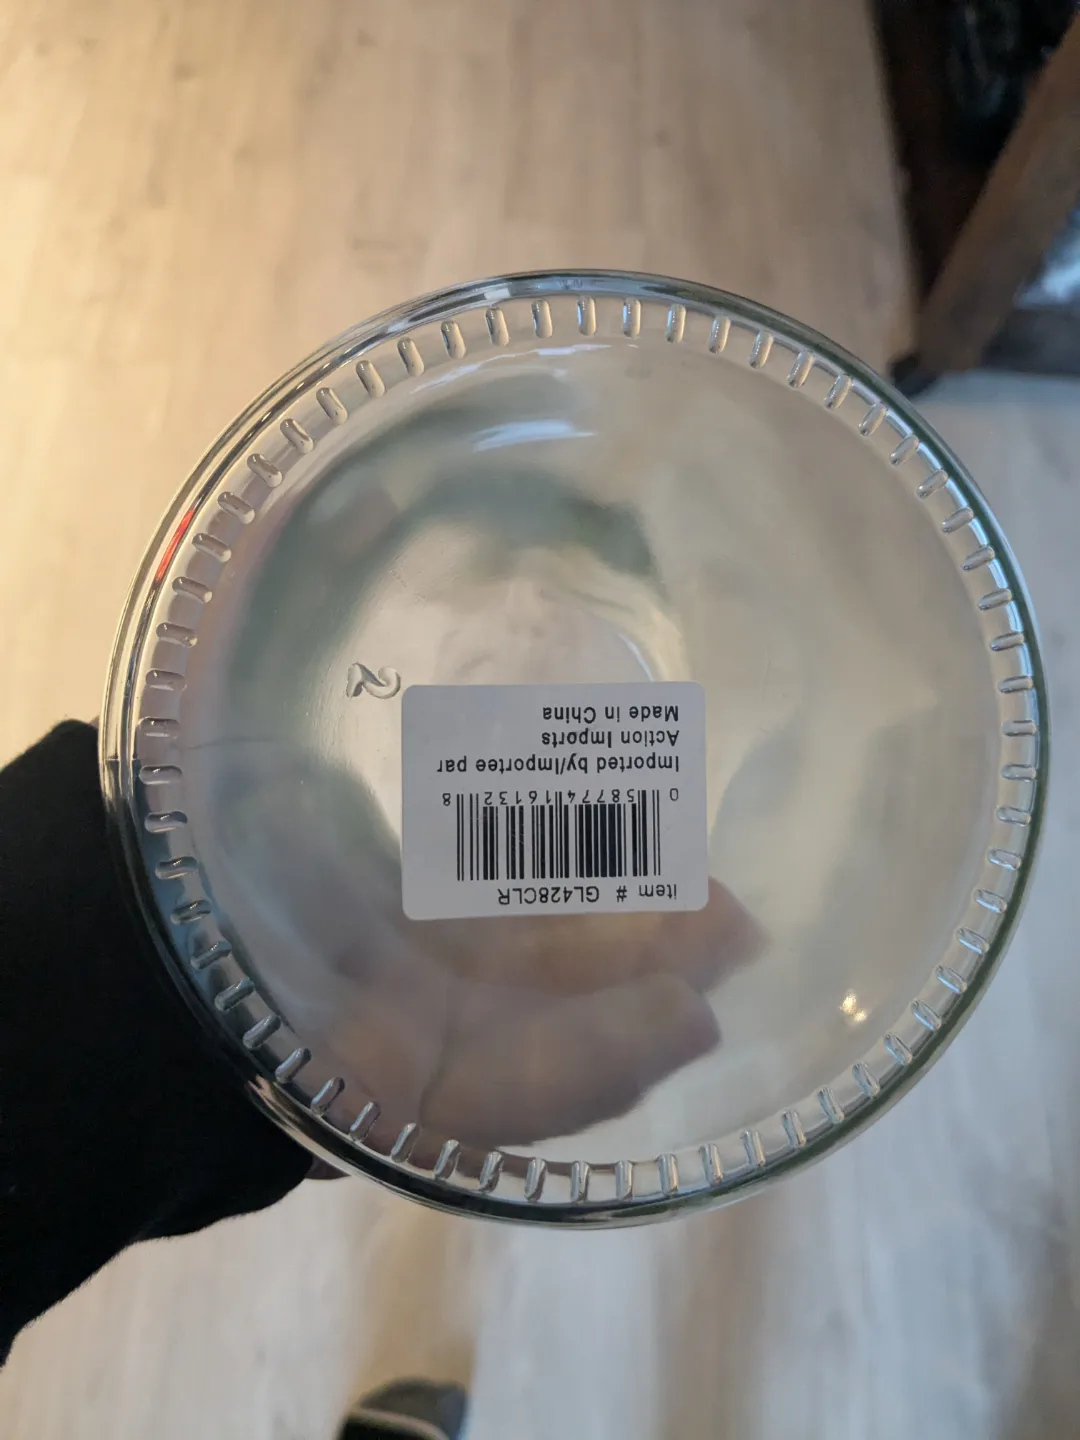 item # GL428CLR
0 58774 16132 8
Imported by/Importee par
Action Imports
Made in China
2